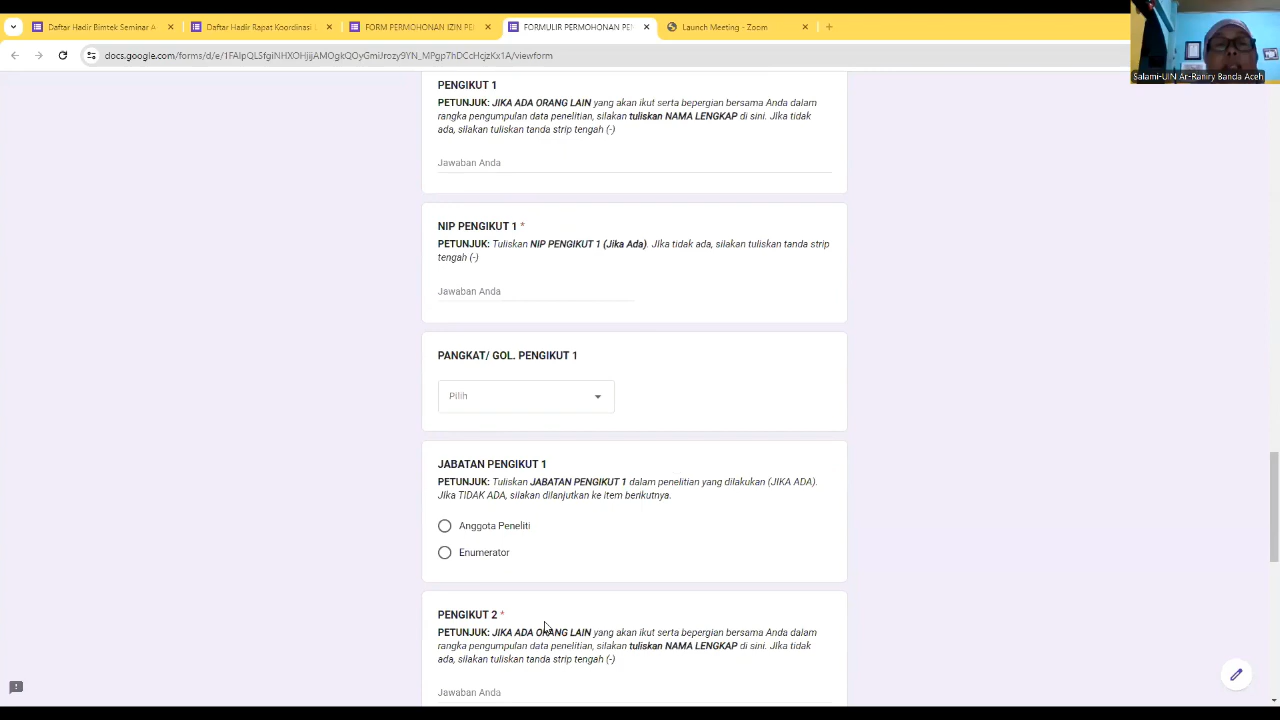 Daftar Hadir Bimtek Seminar A
Daftar Hadir Rapat Koordinasi L
FORM PERMOHONAN IZIN PE
FORMULIR PERMOHONAN PE
Launch Meeting - Zoom
docs.google.com/forms/d/e/
/viewform
Salami-UIN Ar-Raniry Banda Aceh
PENGIKUT 1
PETUNJUK: JIKA ADA ORANG LAIN yang akan ikut serta bepergian bersama Anda dalam
rangka pengumpulan data penelitian, silakan tuliskan NAMA LENGKAP di sini. JIka tidak
ada, silakan tuliskan tanda strip tengah (-)
Jawaban Anda
NIP PENGIKUT 1 *
PETUNJUK: Tuliskan NIP PENGIKUT 1 (Jika Ada). JIka tidak ada, silakan tuliskan tanda strip
tengah (-)
Jawaban Anda
PANGKAT/ GOL. PENGIKUT 1
Pilih
JABATAN PENGIKUT 1
PETUNJUK: Tuliskan JABATAN PENGIKUT 1 dalam penelitian yang dilakukan (JIKA ADA).
JIka TIDAK ADA, silakan dilanjutkan ke item berikutnya.
Anggota Peneliti
Enumerator
PENGIKUT 2 *
PETUNJUK: JIKA ADA ORANG LAIN yang akan ikut serta bepergian bersama Anda dalam
rangka pengumpulan data penelitian, silakan tuliskan NAMA LENGKAP di sini. JIka tidak
ada, silakan tuliskan tanda strip tengah (-)
Jawaban Anda